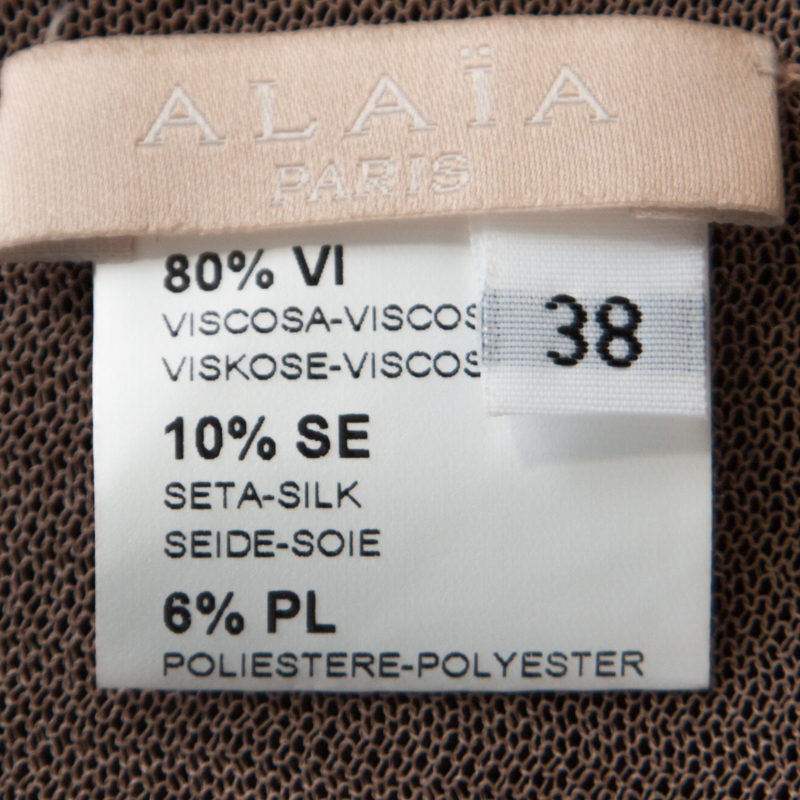 ALAÏA
PARIS
80% VI
VISCOSA-VISCOS
VISKOSE-VISCOS
38
10% SE
SETA-SILK
SEIDE-SOIE
6% PL
POLIESTERE-POLYESTER